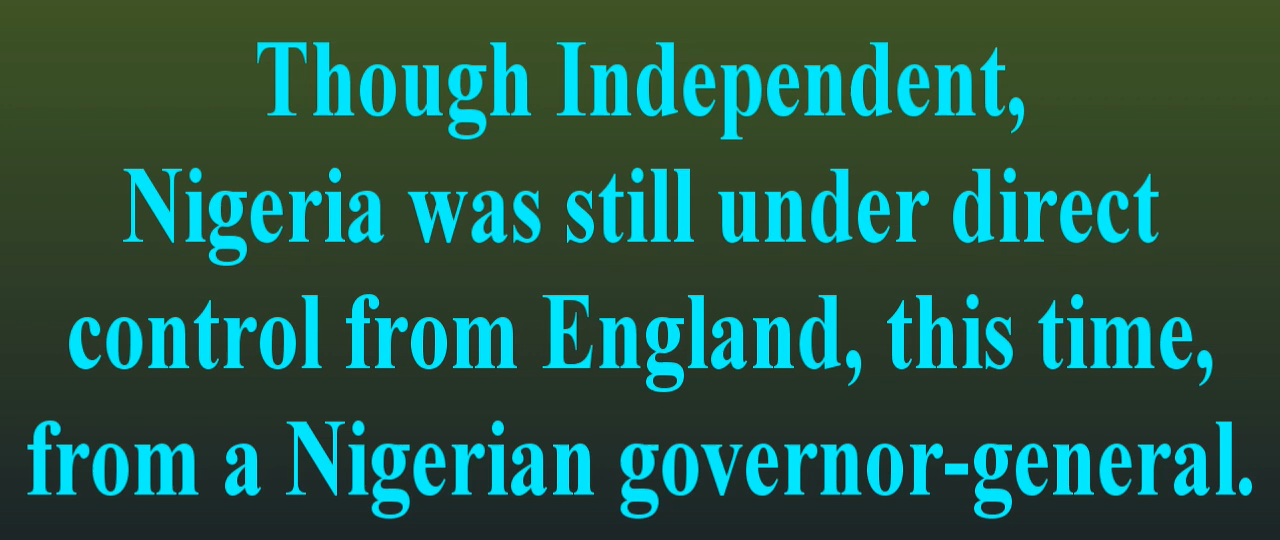 Though Independent,
Nigeria was still under direct
control from England, this time,
from a Nigerian governor-general.